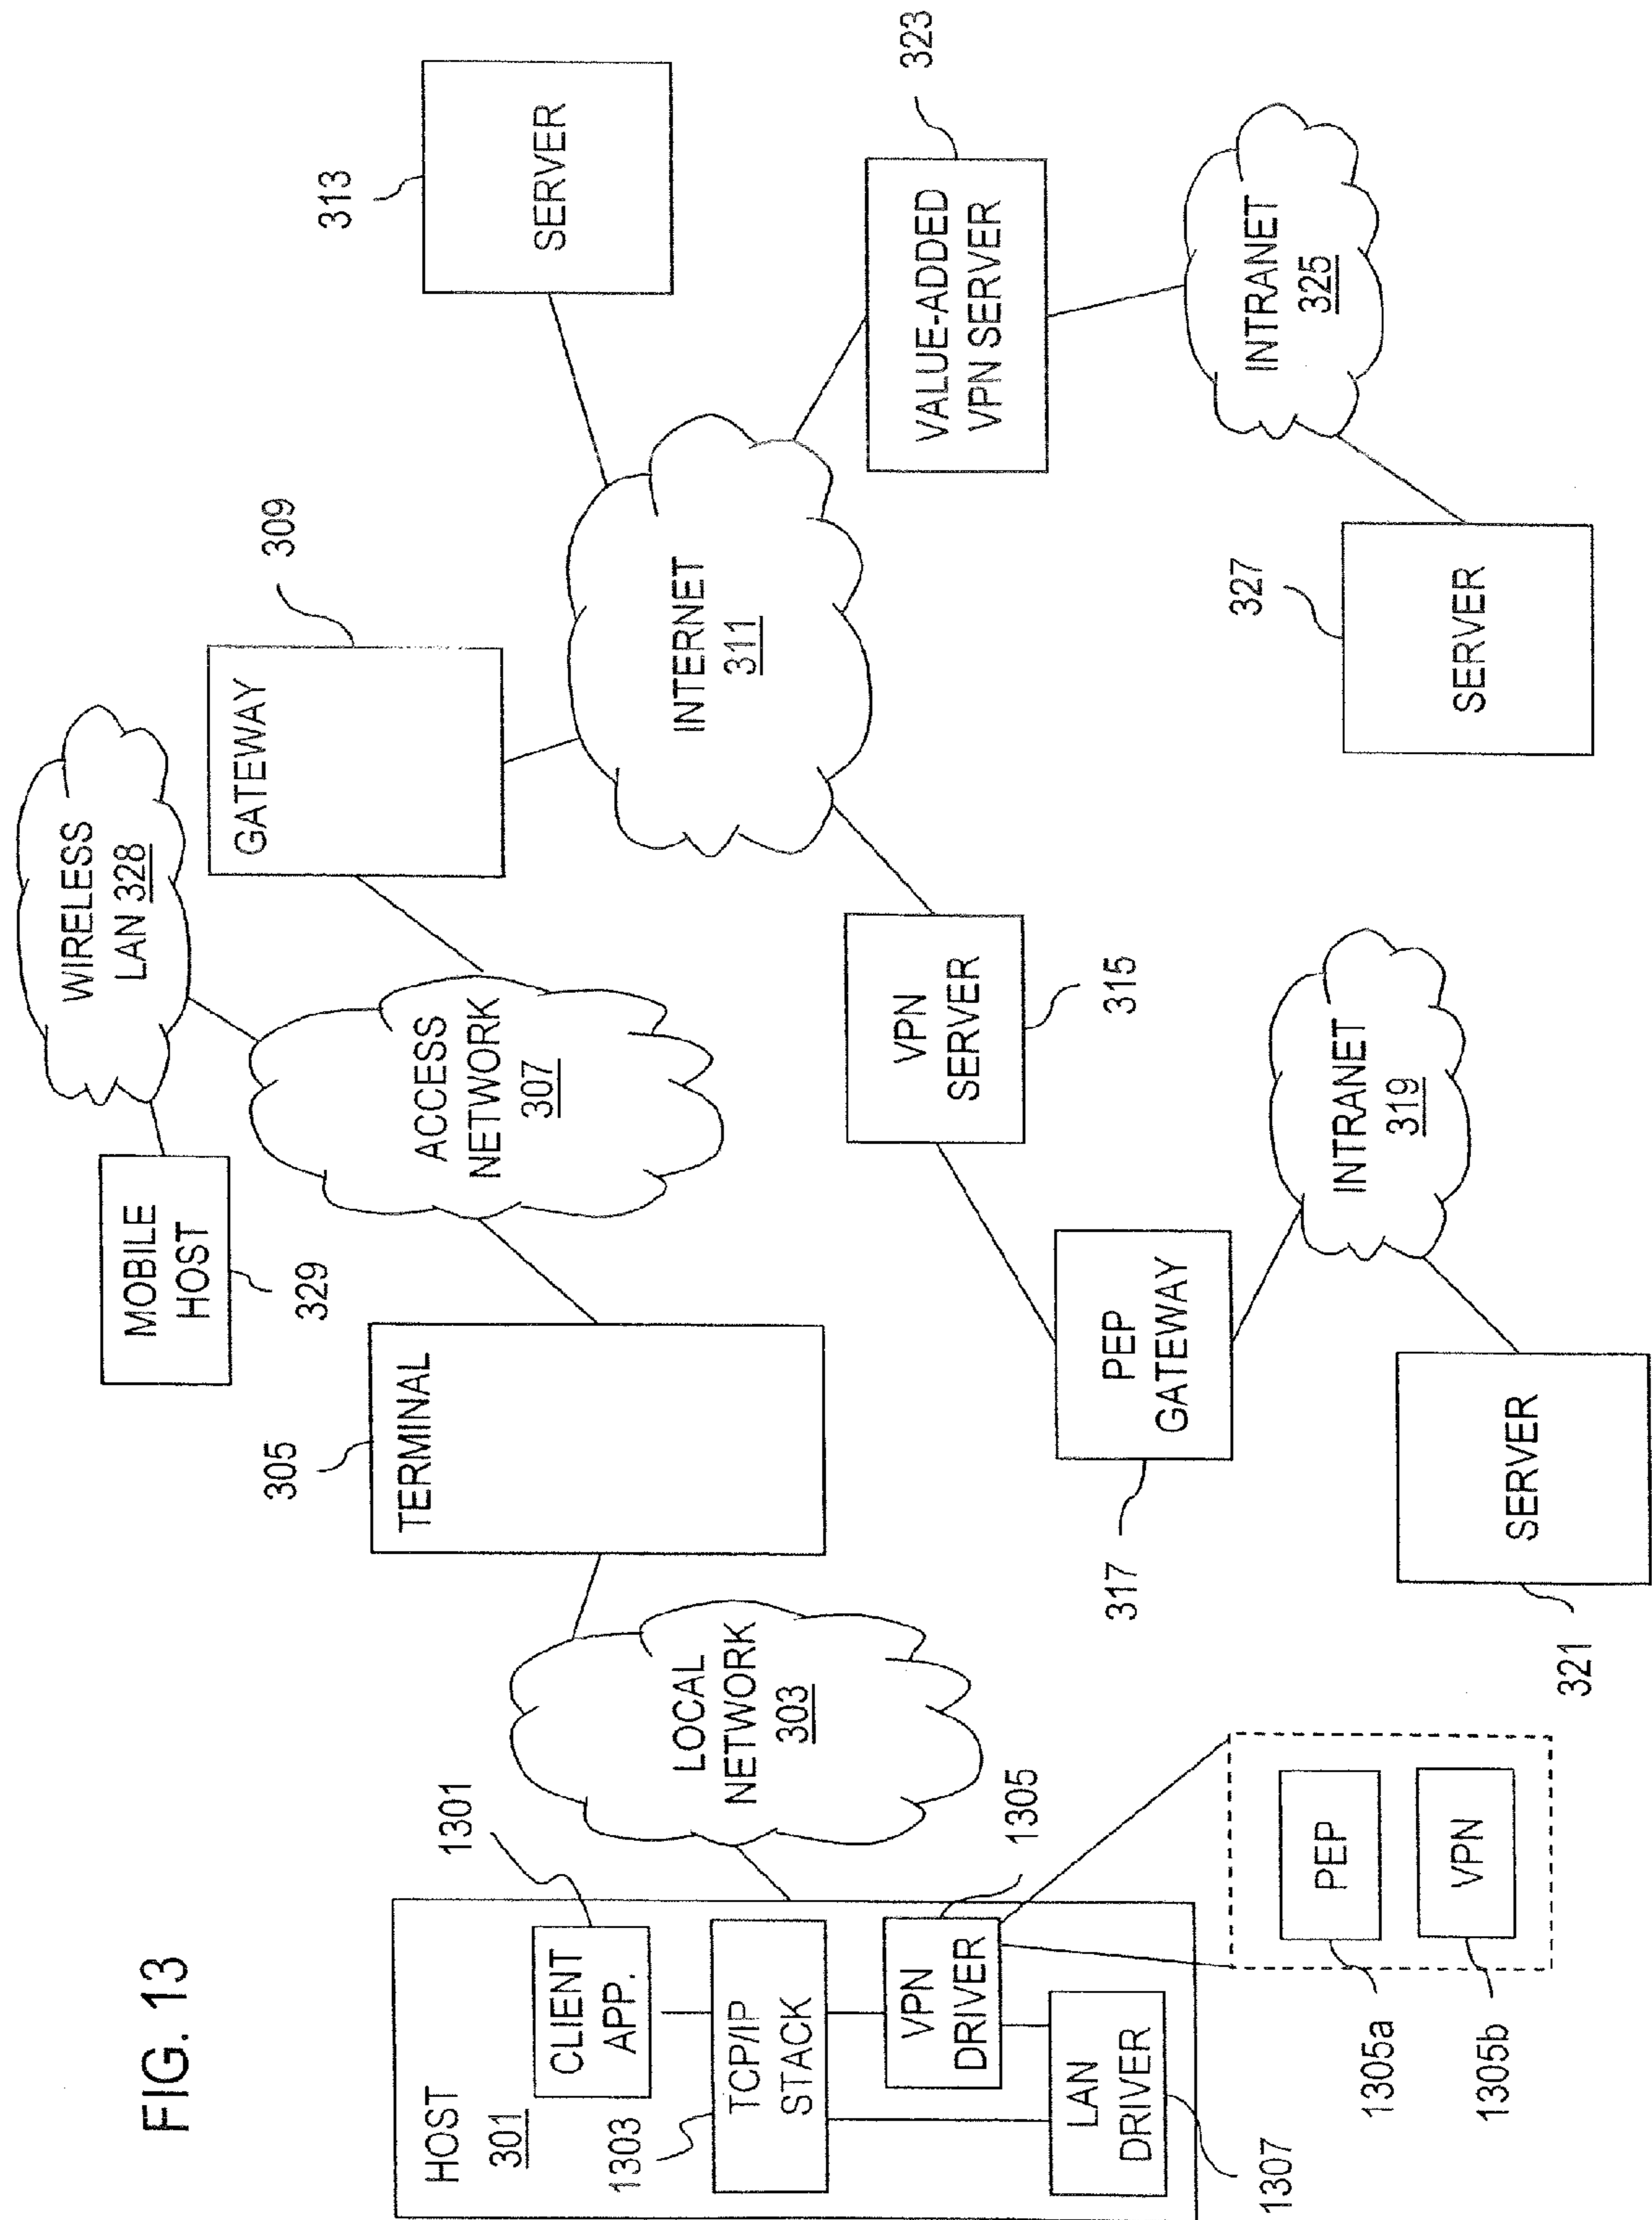 FIG. 13
HOST
301
CLIENT
APP.
1301
1303
TCP/IP
STACK
VPN
DRIVER
1305
LAN
DRIVER
1307
PEP
1305a
VPN
1305b
LOCAL
NETWORK
303
TERMINAL
305
ACCESS
NETWORK
307
MOBILE
HOST
329
WIRELESS
LAN 328
GATEWAY
309
INTERNET
311
SERVER
313
VPN
SERVER
315
PEP
GATEWAY
317
INTRANET
319
SERVER
321
VALUE-ADDED
VPN SERVER
323
INTRANET
325
SERVER
327